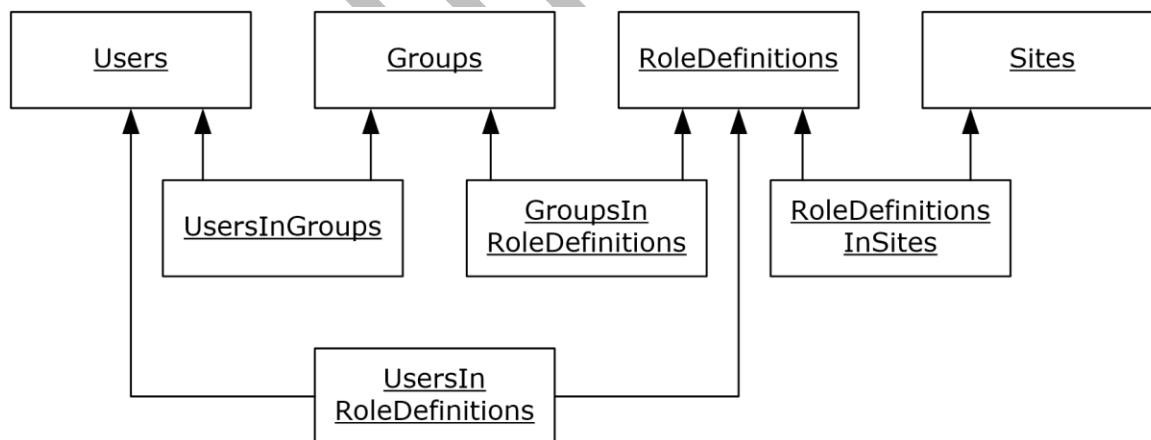 Users
Groups
RoleDefinitions
Sites
UsersInGroups
GroupsIn
RoleDefinitions
RoleDefinitions
InSites
UsersIn
RoleDefinitions